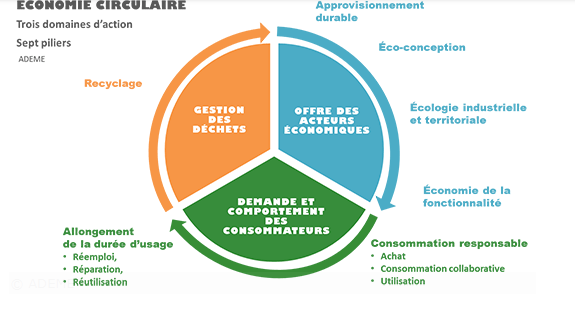 ÉCONOMIE CIRCULAIRE
Trois domaines d'action
Sept piliers
ADEME
Approvisionnement
durable
Éco-conception
Écologie industrielle
et territoriale
Économie de la
fonctionnalité
Recyclage
GESTION
DES
DÉCHETS
OFFRE DES
ACTEURS
ÉCONOMIQUES
DEMANDE ET
COMPORTEMENT
DES
CONSOMMATEURS
Allongement
de la durée d'usage
• Réemploi,
• Réparation,
• Réutilisation
Consommation responsable
• Achat
• Consommation collaborative
• Utilisation
© ADEME